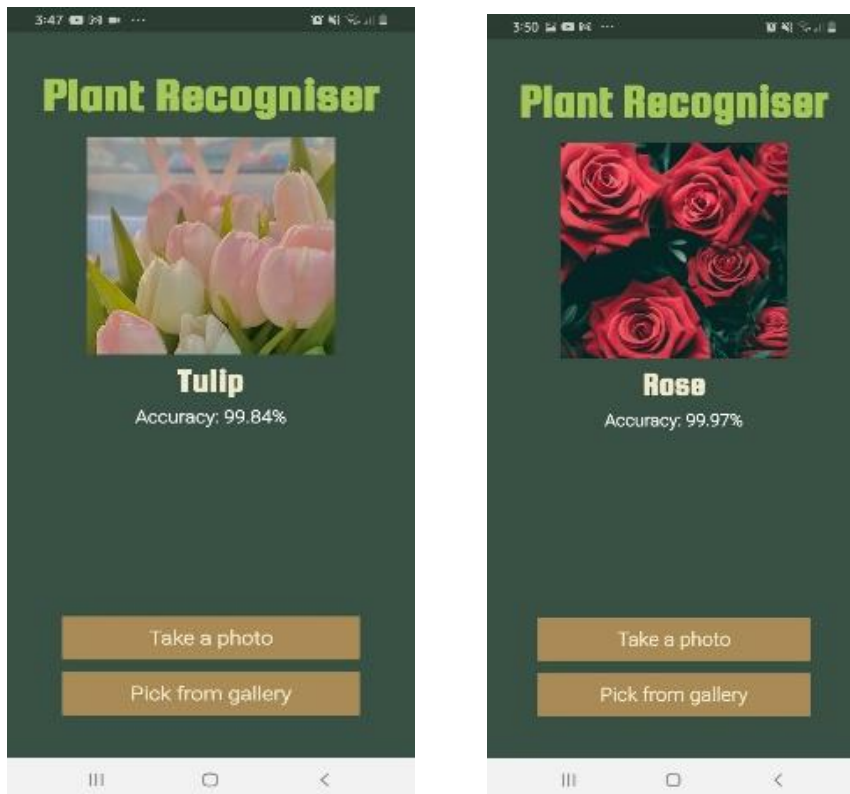 3:47
Plant Recogniser
Tulip
Accuracy: 99.84%
Take a photo
Pick from gallery
3:50
Plant Recogniser
Rose
Accuracy: 99.97%
Take a photo
Pick from gallery